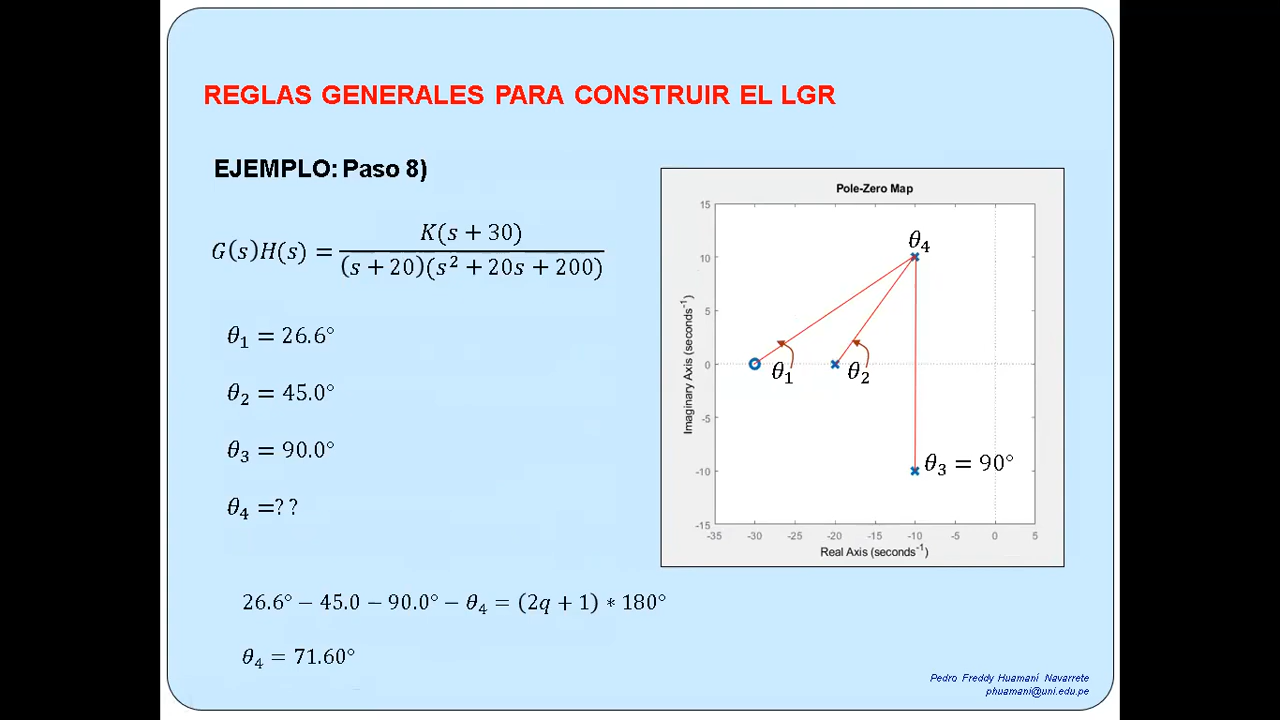 REGLAS GENERALES PARA CONSTRUIR EL LGR
EJEMPLO: Paso 8)
G(s)H(s) = K(s + 30) / (s + 20)(s² + 20s + 200)
θ₁ = 26.6°
θ₂ = 45.0°
θ₃ = 90.0°
θ₄ =? ?
26.6° − 45.0 − 90.0° − θ₄ = (2q + 1) ∗ 180°
θ₄ = 71.60°
Pole-Zero Map
15
10
5
0
-5
-10
-15
Imaginary Axis (seconds⁻¹)
θ₄
θ₁
θ₂
θ₃ = 90°
-35 -30 -25 -20 -15 -10 -5 0 5
Real Axis (seconds⁻¹)
Pedro Freddy Huamaní Navarrete
phuamani@uni.edu.pe